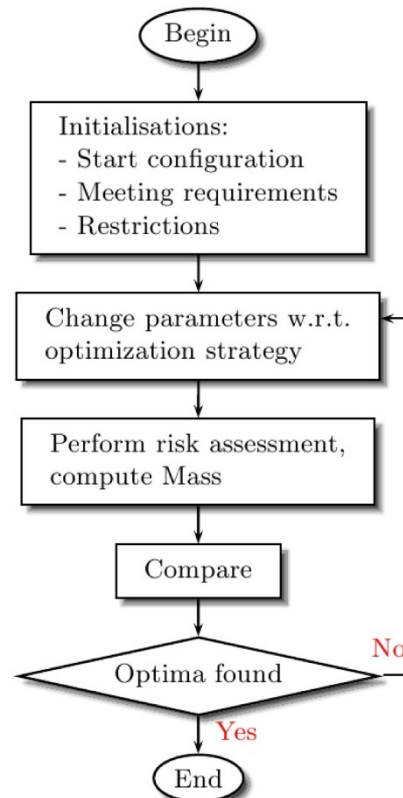 Begin
Initialisations:
- Start configuration
- Meeting requirements
- Restrictions
Change parameters w.r.t.
optimization strategy
Perform risk assessment,
compute Mass
Compare
Optima found
No
Yes
End